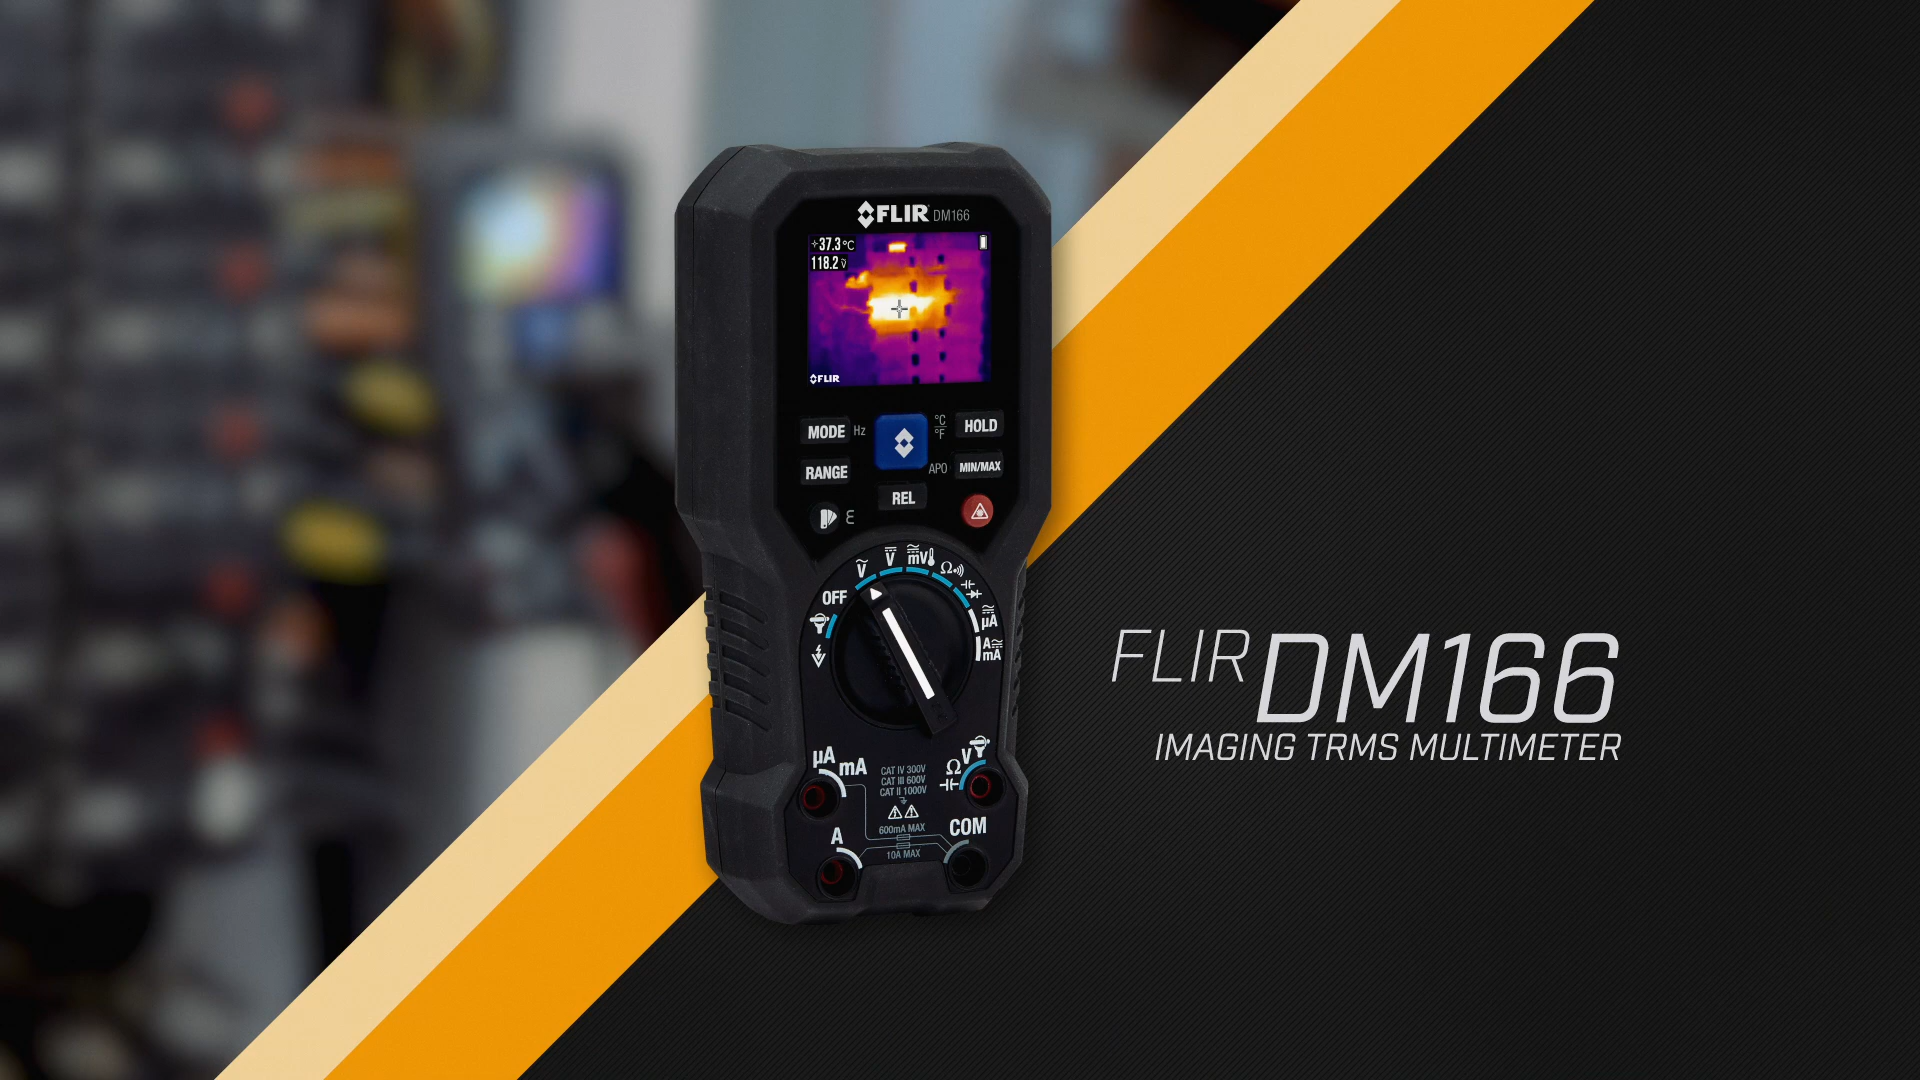 FLIR DM166
37.3°C
118.2 Ṽ
FLIR
MODE Hz
°C
°F
HOLD
RANGE
APO
MIN/MAX
REL
ε
OFF
Ṽ
V
mV
Ω
µA
A
mA
µA mA
CAT IV 300V
CAT III 600V
CAT II 1000V
Ω V
A
600mA MAX
COM
10A MAX
FLIR DM166
IMAGING TRMS MULTIMETER